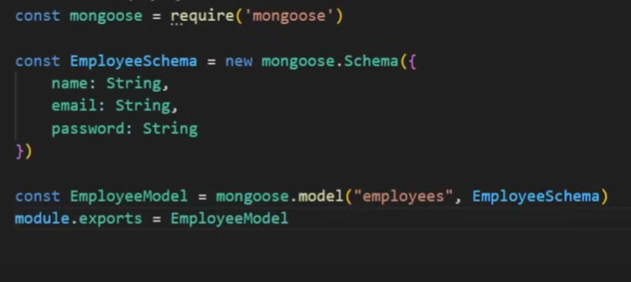 const mongoose = require('mongoose')
const EmployeeSchema = new mongoose.Schema({
    name: String,
    email: String,
    password: String
})
const EmployeeModel = mongoose.model("employees", EmployeeSchema)
module.exports = EmployeeModel